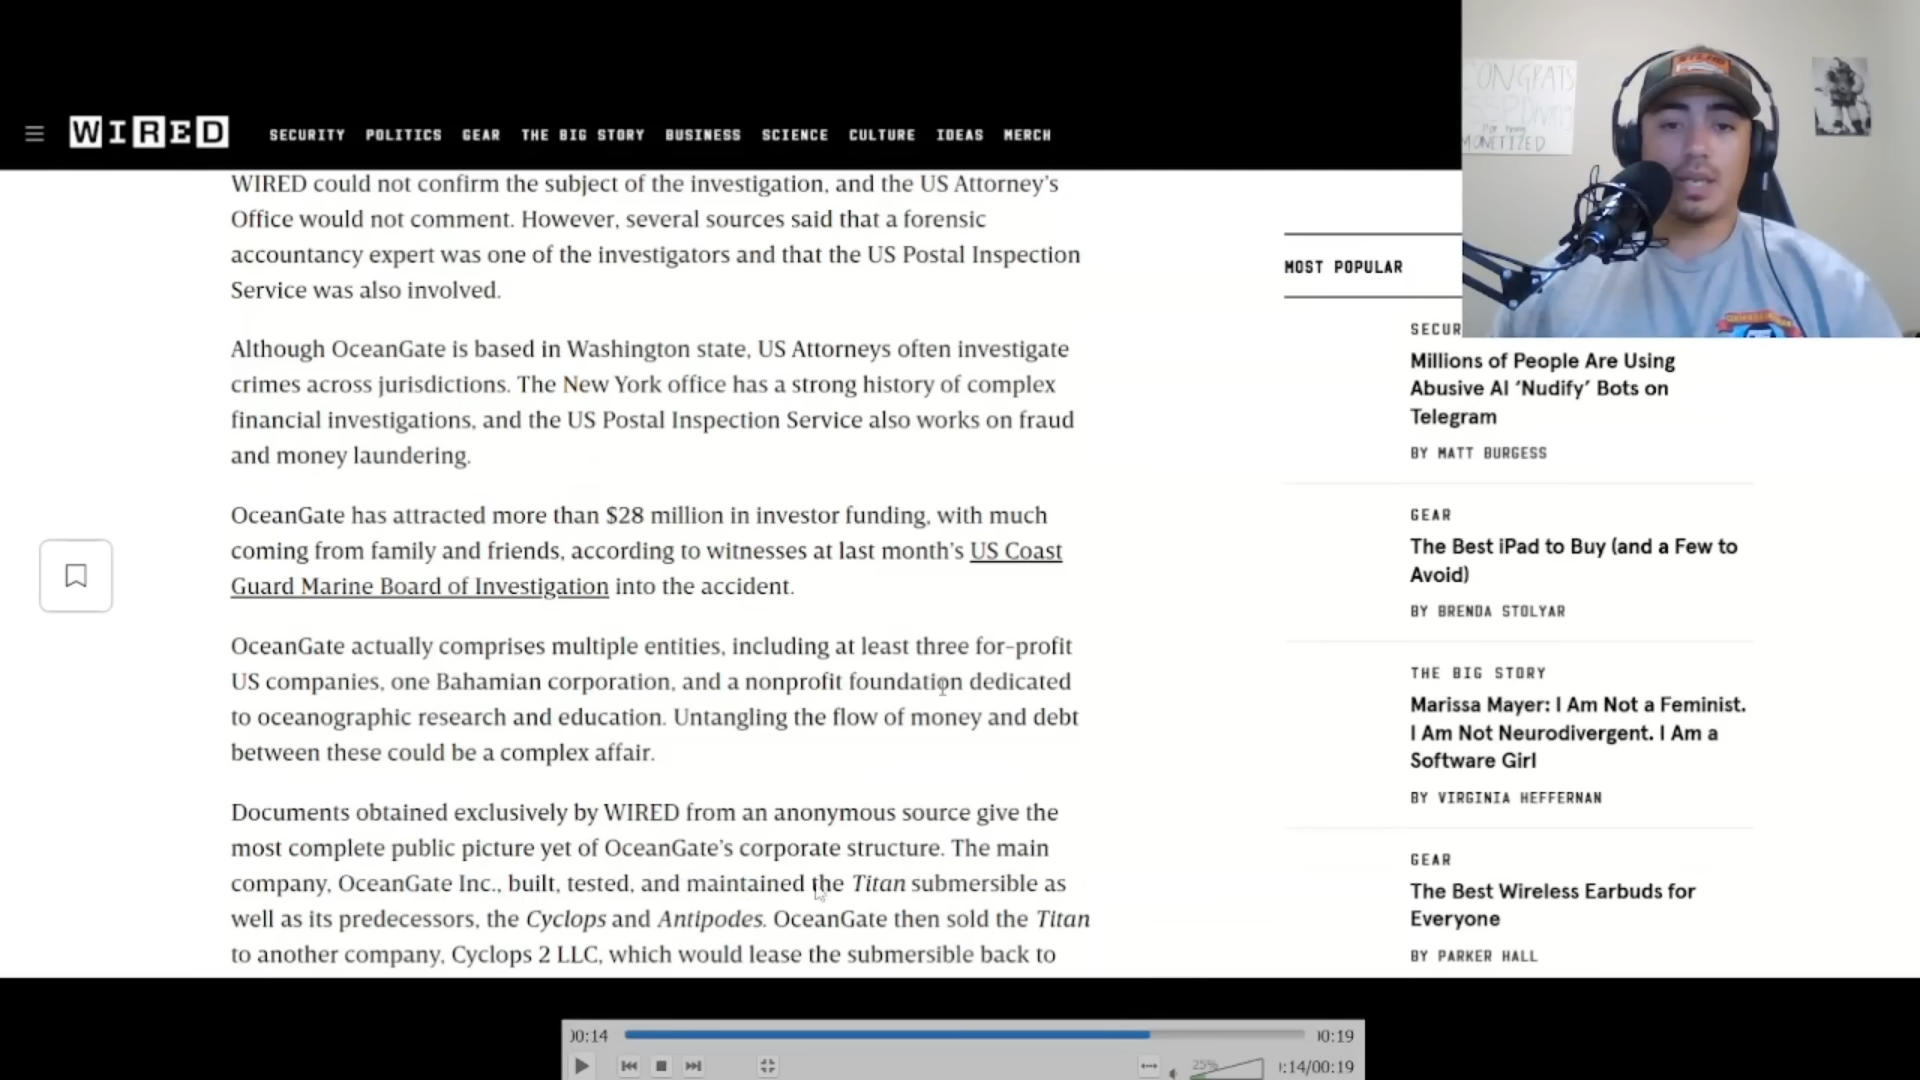 WIRED
SECURITY POLITICS GEAR THE BIG STORY BUSINESS SCIENCE CULTURE IDEAS MERCH
WIRED could not confirm the subject of the investigation, and the US Attorney's
Office would not comment. However, several sources said that a forensic
accountancy expert was one of the investigators and that the US Postal Inspection
Service was also involved.
Although OceanGate is based in Washington state, US Attorneys often investigate
crimes across jurisdictions. The New York office has a strong history of complex
financial investigations, and the US Postal Inspection Service also works on fraud
and money laundering.
OceanGate has attracted more than $28 million in investor funding, with much
coming from family and friends, according to witnesses at last month's US Coast
Guard Marine Board of Investigation into the accident.
OceanGate actually comprises multiple entities, including at least three for-profit
US companies, one Bahamian corporation, and a nonprofit foundation dedicated
to oceanographic research and education. Untangling the flow of money and debt
between these could be a complex affair.
Documents obtained exclusively by WIRED from an anonymous source give the
most complete public picture yet of OceanGate's corporate structure. The main
company, OceanGate Inc., built, tested, and maintained the Titan submersible as
well as its predecessors, the Cyclops and Antipodes. OceanGate then sold the Titan
to another company, Cyclops 2 LLC, which would lease the submersible back to
MOST POPULAR
SECUR
Millions of People Are Using
Abusive AI ‘Nudify’ Bots on
Telegram
BY MATT BURGESS
GEAR
The Best iPad to Buy (and a Few to
Avoid)
BY BRENDA STOLYAR
THE BIG STORY
Marissa Mayer: I Am Not a Feminist.
I Am Not Neurodivergent. I Am a
Software Girl
BY VIRGINIA HEFFERNAN
GEAR
The Best Wireless Earbuds for
Everyone
BY PARKER HALL
ONGRATS
SSPDiving
MONETIZED
00:14
00:19
25%
:14/00:19